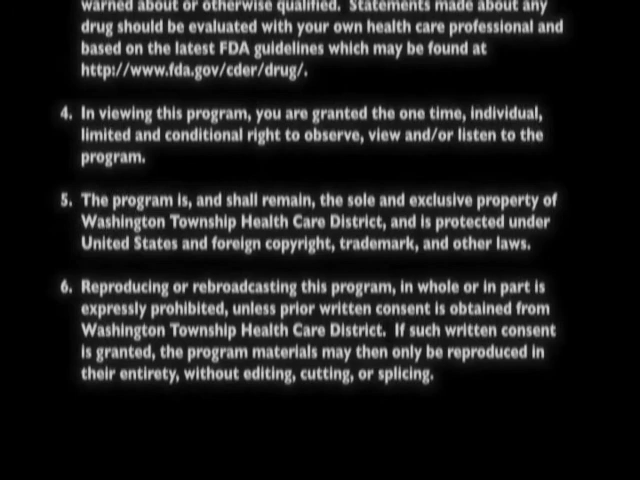 warned about or otherwise qualified. Statements made about any
drug should be evaluated with your own health care professional and
based on the latest FDA guidelines which may be found at
http://www.fda.gov/cder/drug/.
4. In viewing this program, you are granted the one time, individual,
limited and conditional right to observe, view and/or listen to the
program.
5. The program is, and shall remain, the sole and exclusive property of
Washington Township Health Care District, and is protected under
United States and foreign copyright, trademark, and other laws.
6. Reproducing or rebroadcasting this program, in whole or in part is
expressly prohibited, unless prior written consent is obtained from
Washington Township Health Care District. If such written consent
is granted, the program materials may then only be reproduced in
their entirety, without editing, cutting, or splicing.